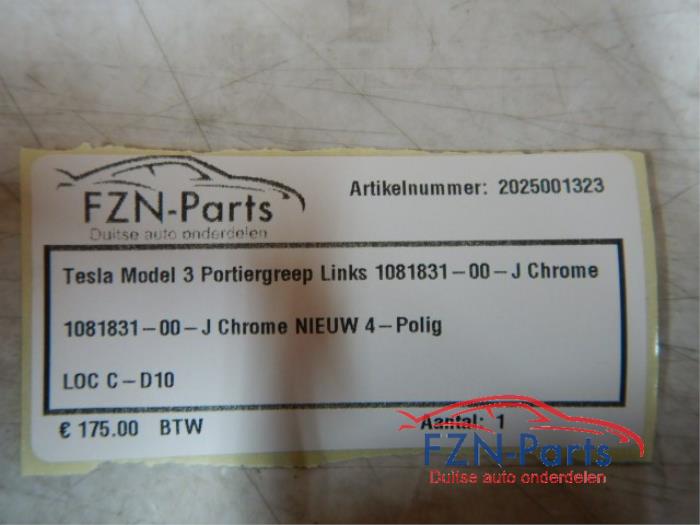 FZN-Parts
Duitse auto onderdelen
Artikelnummer: 2025001323
Tesla Model 3 Portiergreep Links 1081831-00-J Chrome
1081831-00-J Chrome NIEUW 4-Polig
LOC C-D10
€ 175.00 BTW
Aantal: 1
FZN-Parts
Duitse auto onderdelen